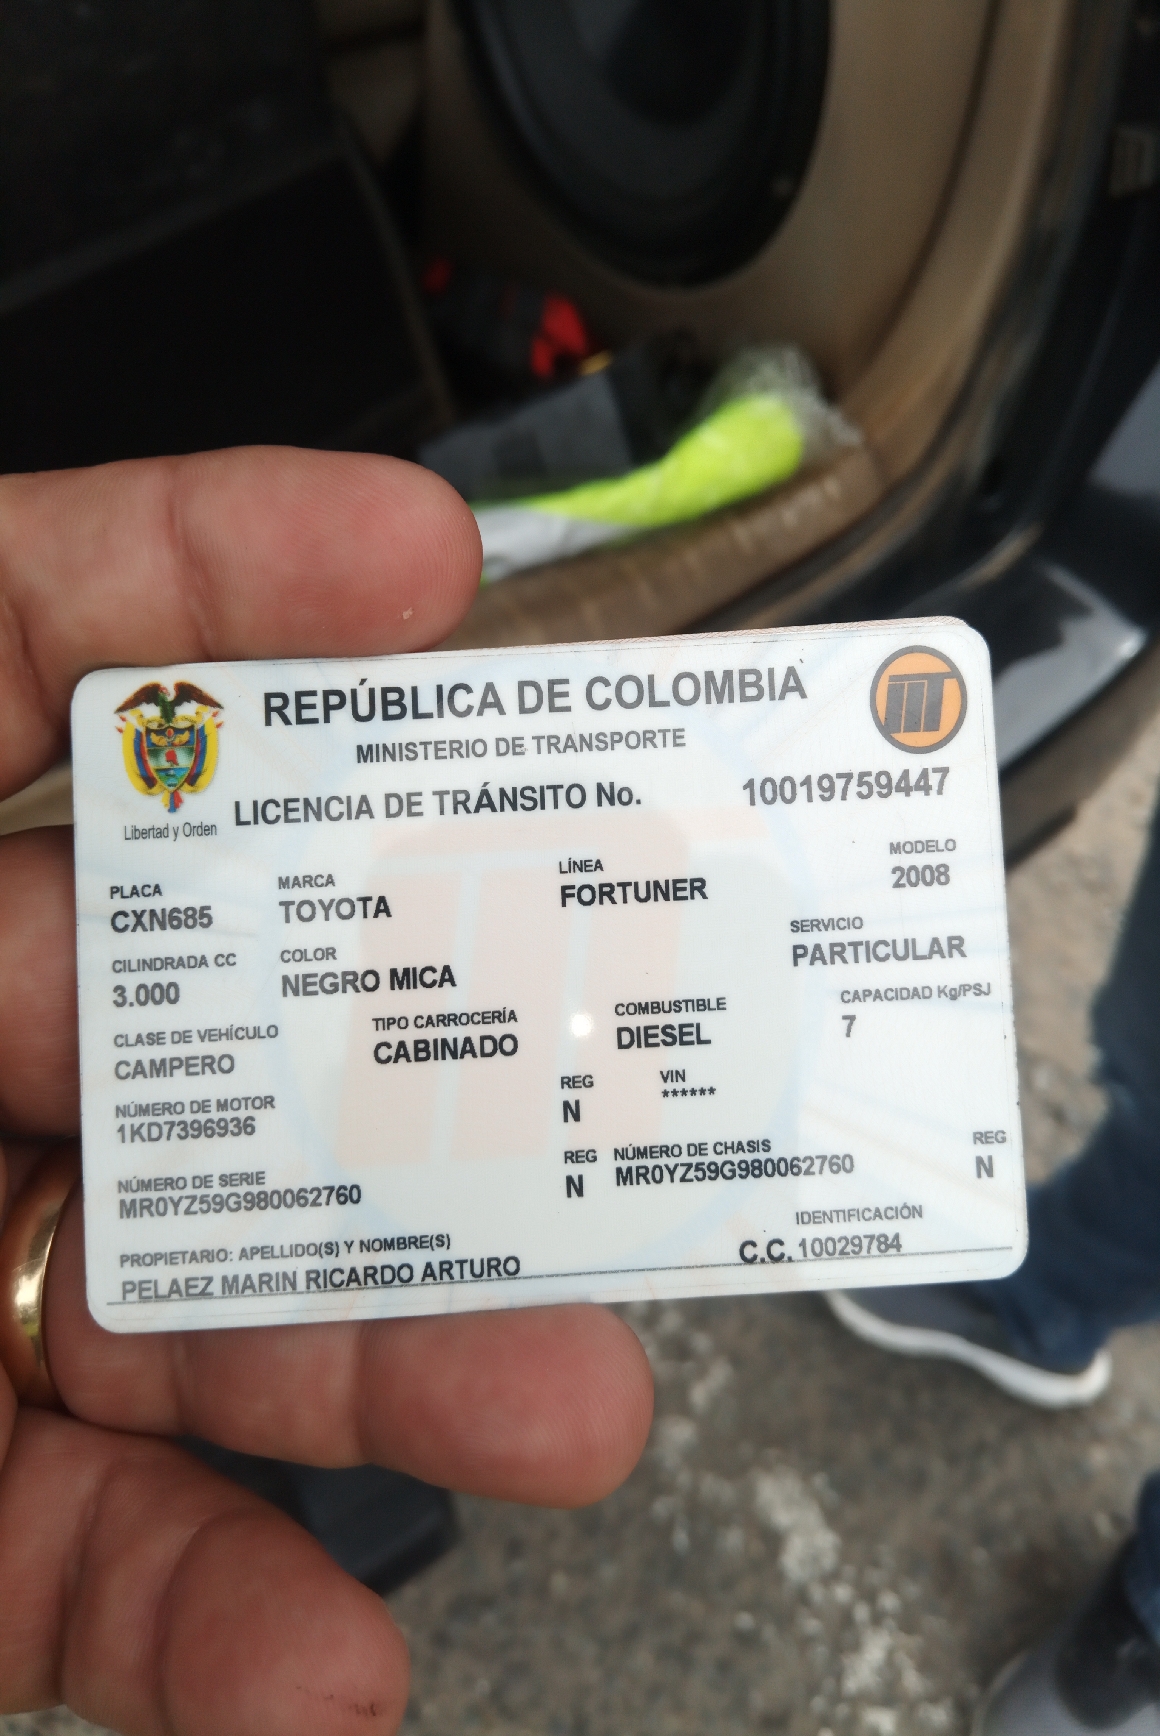 REPÚBLICA DE COLOMBIA
MINISTERIO DE TRANSPORTE
Libertad y Orden
LICENCIA DE TRÁNSITO No. 10019759447
PLACA MARCA LÍNEA MODELO
CXN685 TOYOTA FORTUNER 2008
CILINDRADA CC COLOR SERVICIO
3.000 NEGRO MICA PARTICULAR
CLASE DE VEHÍCULO TIPO CARROCERÍA COMBUSTIBLE CAPACIDAD Kg/PSJ
CAMPERO CABINADO DIESEL 7
NÚMERO DE MOTOR REG VIN
1KD7396936 N ******
NÚMERO DE SERIE REG NÚMERO DE CHASIS REG
MR0YZ59G980062760 N MR0YZ59G980062760 N
PROPIETARIO: APELLIDO(S) Y NOMBRE(S) IDENTIFICACIÓN
PELAEZ MARIN RICARDO ARTURO C.C. 10029784